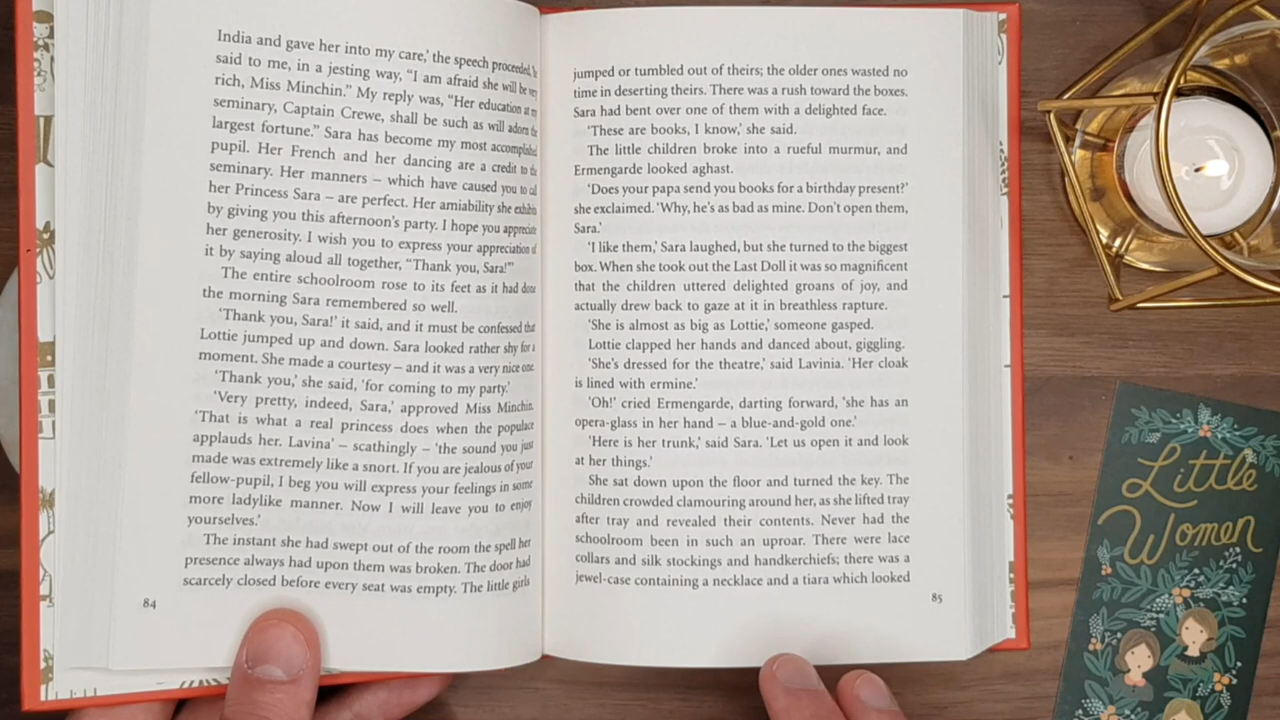 India and gave her into my care,’ the speech proceeded,
said to me, in a jesting way, “I am afraid she will be very
rich, Miss Minchin.” My reply was, “Her education at my
seminary, Captain Crewe, shall be such as will adorn the
largest fortune.” Sara has become my most accomplished
pupil. Her French and her dancing are a credit to the
seminary. Her manners – which have caused you to call
her Princess Sara – are perfect. Her amiability she exhibits
by giving you this afternoon’s party. I hope you appreciate
her generosity. I wish you to express your appreciation of
it by saying aloud all together, “Thank you, Sara!”
The entire schoolroom rose to its feet as it had done
the morning Sara remembered so well.
‘Thank you, Sara!’ it said, and it must be confessed that
Lottie jumped up and down. Sara looked rather shy for a
moment. She made a courtesy – and it was a very nice one.
‘Thank you,’ she said, ‘for coming to my party.’
‘Very pretty, indeed, Sara,’ approved Miss Minchin.
‘That is what a real princess does when the populace
applauds her. Lavina’ – scathingly – ‘the sound you just
made was extremely like a snort. If you are jealous of your
fellow-pupil, I beg you will express your feelings in some
more ladylike manner. Now I will leave you to enjoy
yourselves.’
The instant she had swept out of the room the spell her
presence always had upon them was broken. The door had
scarcely closed before every seat was empty. The little girls
84
jumped or tumbled out of theirs; the older ones wasted no
time in deserting theirs. There was a rush toward the boxes.
Sara had bent over one of them with a delighted face.
‘These are books, I know,’ she said.
The little children broke into a rueful murmur, and
Ermengarde looked aghast.
‘Does your papa send you books for a birthday present?’
she exclaimed. ‘Why, he’s as bad as mine. Don’t open them,
Sara.’
‘I like them,’ Sara laughed, but she turned to the biggest
box. When she took out the Last Doll it was so magnificent
that the children uttered delighted groans of joy, and
actually drew back to gaze at it in breathless rapture.
‘She is almost as big as Lottie,’ someone gasped.
Lottie clapped her hands and danced about, giggling.
‘She’s dressed for the theatre,’ said Lavinia. ‘Her cloak
is lined with ermine.’
‘Oh!’ cried Ermengarde, darting forward, ‘she has an
opera-glass in her hand – a blue-and-gold one.’
‘Here is her trunk,’ said Sara. ‘Let us open it and look
at her things.’
She sat down upon the floor and turned the key. The
children crowded clamouring around her, as she lifted tray
after tray and revealed their contents. Never had the
schoolroom been in such an uproar. There were lace
collars and silk stockings and handkerchiefs; there was a
jewel-case containing a necklace and a tiara which looked
85
Little
Women